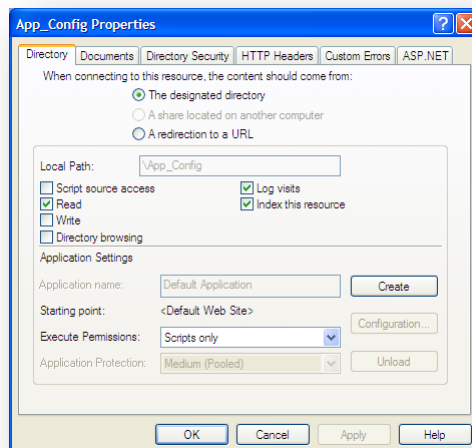 App_Config Properties
Directory Documents Directory Security HTTP Headers Custom Errors ASP.NET
When connecting to this resource, the content should come from:
The designated directory
A share located on another computer
A redirection to a URL
Local Path: \App_Config
Script source access Log visits
Read Index this resource
Write
Directory browsing
Application Settings
Application name: Default Application Create
Starting point: <Default Web Site>
Configuration...
Execute Permissions: Scripts only
Application Protection: Medium (Pooled) Unload
OK Cancel Apply Help